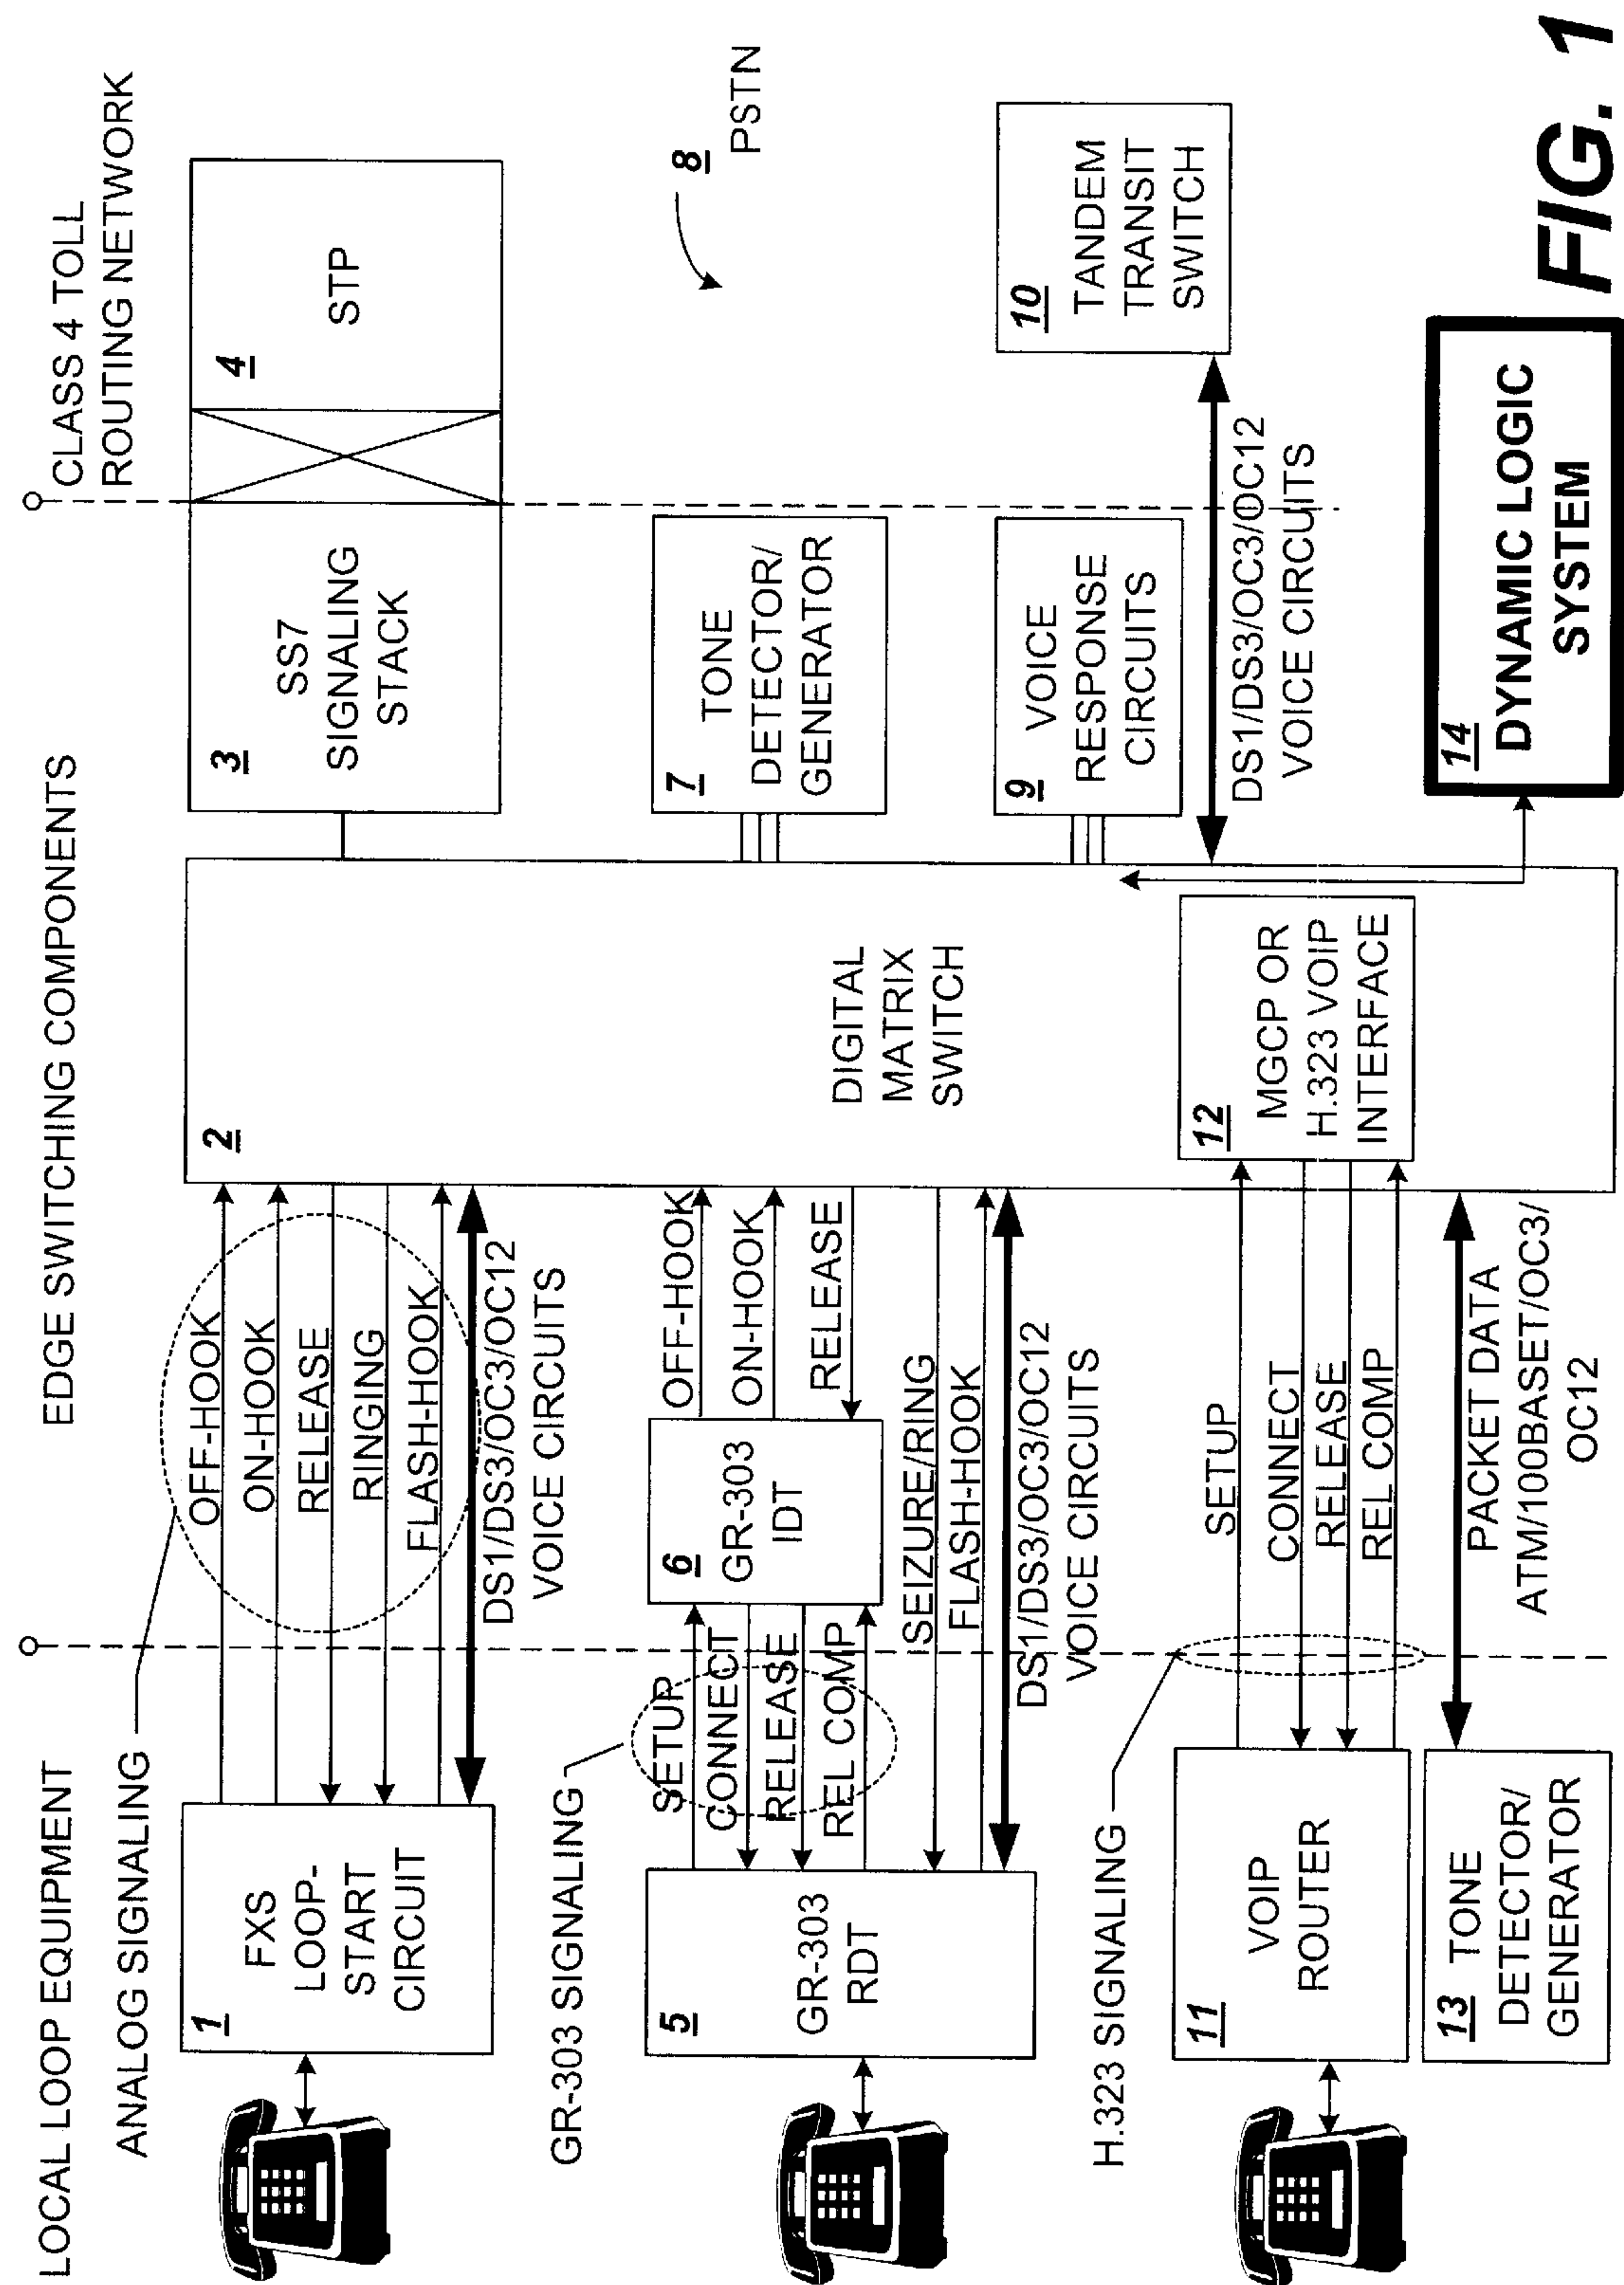 LOCAL LOOP EQUIPMENT
EDGE SWITCHING COMPONENTS
CLASS 4 TOLL
ROUTING NETWORK
ANALOG SIGNALING
1
FXS
LOOP-
START
CIRCUIT
OFF-HOOK
ON-HOOK
RELEASE
RINGING
FLASH-HOOK
DS1/DS3/OC3/OC12
VOICE CIRCUITS
2
DIGITAL
MATRIX
SWITCH
3
SS7
SIGNALING
STACK
4
STP
GR-303 SIGNALING
5
GR-303
RDT
SETUP
CONNECT
RELEASE
REL COMP
6
GR-303
IDT
OFF-HOOK
ON-HOOK
RELEASE
SEIZURE/RING
FLASH-HOOK
DS1/DS3/OC3/OC12
VOICE CIRCUITS
7
TONE
DETECTOR/
GENERATOR
8
PSTN
9
VOICE
RESPONSE
CIRCUITS
10
TANDEM
TRANSIT
SWITCH
DS1/DS3/OC3/OC12
VOICE CIRCUITS
H.323 SIGNALING
11
VOIP
ROUTER
SETUP
CONNECT
RELEASE
REL COMP
12
MGCP OR
H.323 VOIP
INTERFACE
13 TONE
DETECTOR/
GENERATOR
PACKET DATA
ATM/100BASET/OC3/
OC12
14
DYNAMIC LOGIC
SYSTEM
FIG. 1